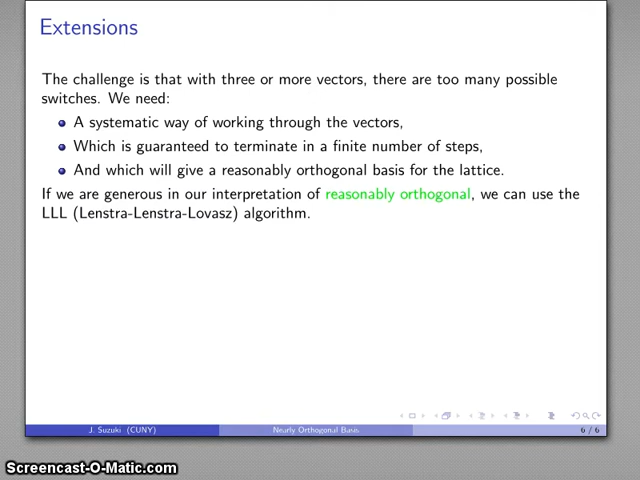 Extensions
The challenge is that with three or more vectors, there are too many possible
switches. We need:
A systematic way of working through the vectors,
Which is guaranteed to terminate in a finite number of steps,
And which will give a reasonably orthogonal basis for the lattice.
If we are generous in our interpretation of reasonably orthogonal, we can use the
LLL (Lenstra-Lenstra-Lovasz) algorithm.
J. Suzuki (CUNY) Nearly Orthogonal Basis 6 / 6
Screencast-O-Matic.com